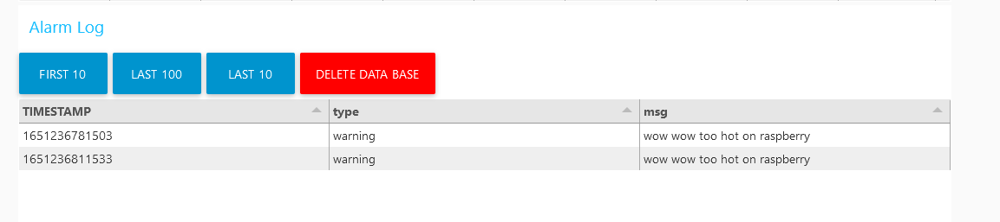 Alarm Log
FIRST 10 LAST 100 LAST 10 DELETE DATA BASE
TIMESTAMP type msg
1651236781503 warning wow wow too hot on raspberry
1651236811533 warning wow wow too hot on raspberry